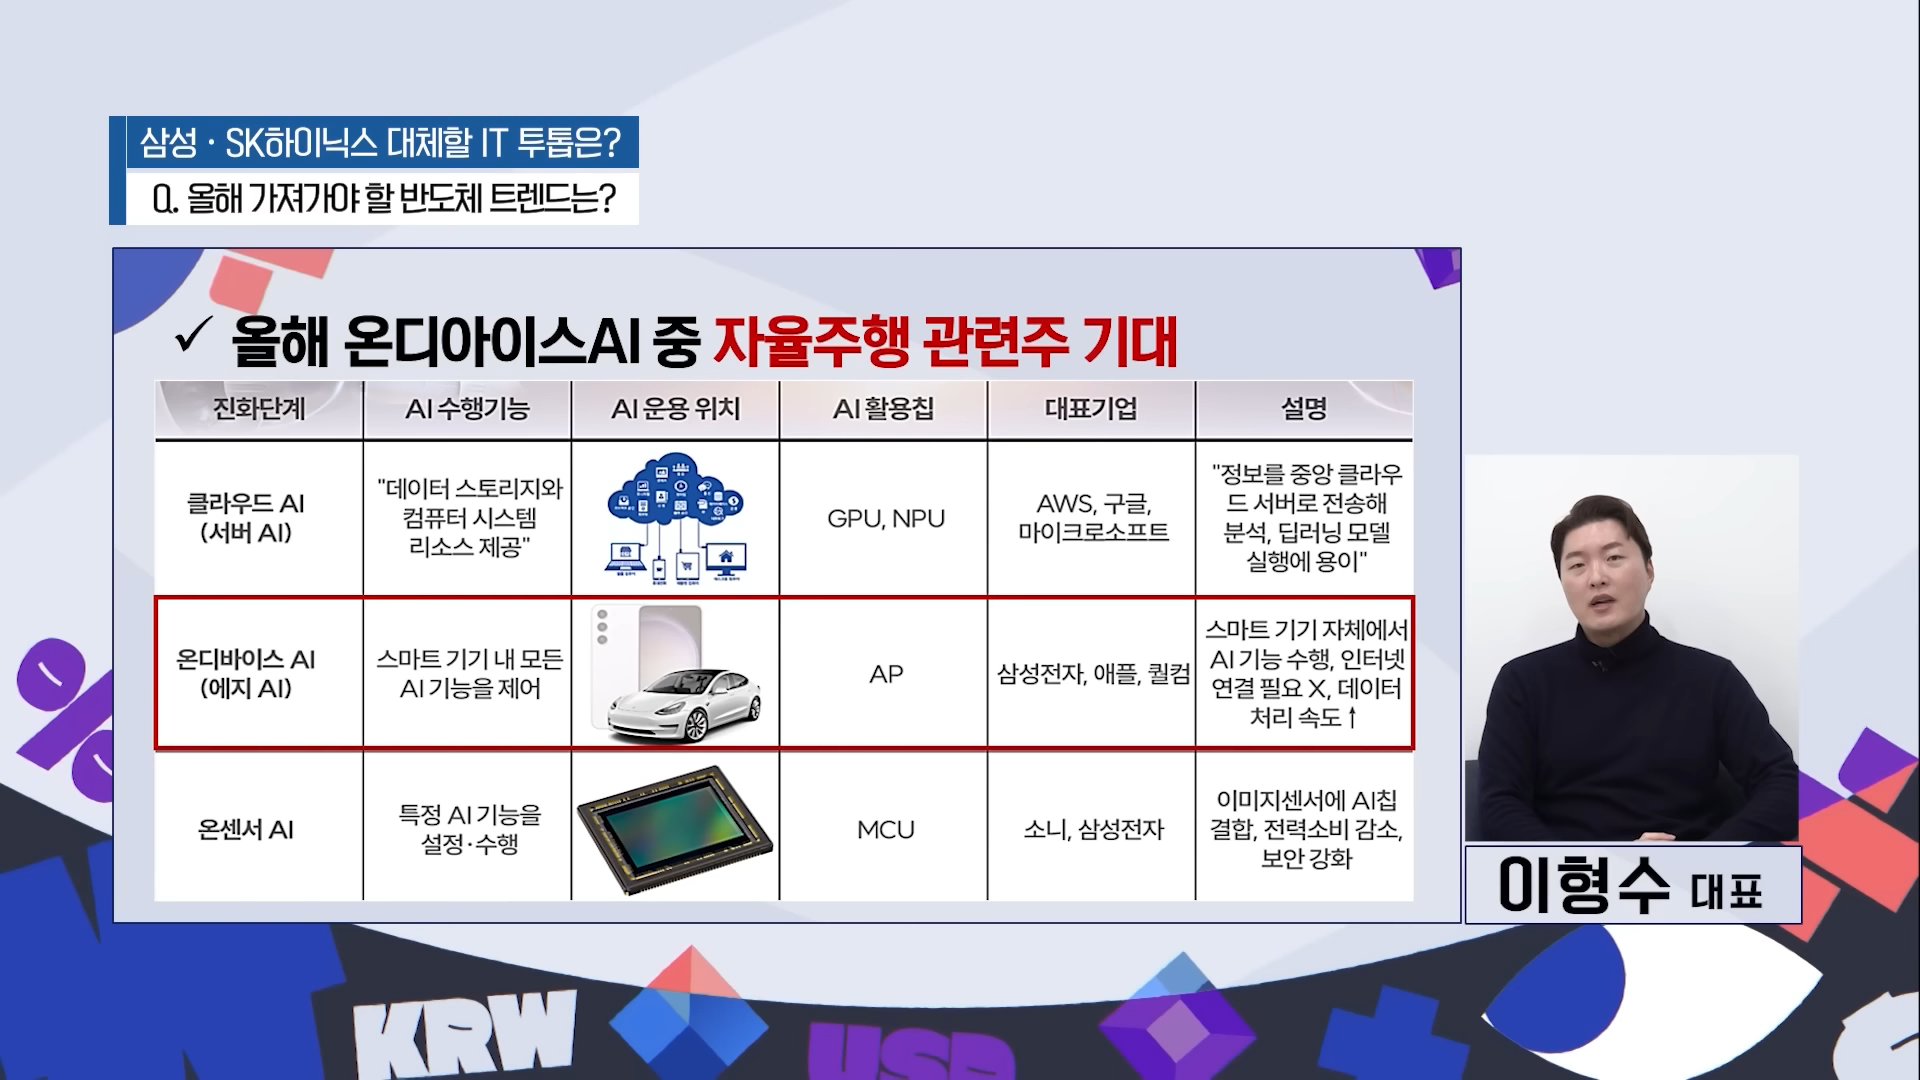 삼성 · SK하이닉스 대체할 IT 투톱은?
Q. 올해 가져가야 할 반도체 트렌드는?
✓ 올해 온디아이스AI 중 자율주행 관련주 기대
진화단계
AI 수행기능
AI 운용 위치
AI 활용칩
대표기업
설명
클라우드 AI
(서버 AI)
"데이터 스토리지와
컴퓨터 시스템
리소스 제공"
GPU, NPU
AWS, 구글,
마이크로소프트
"정보를 중앙 클라우
드 서버로 전송해
분석, 딥러닝 모델
실행에 용이"
온디바이스 AI
(에지 AI)
스마트 기기 내 모든
AI 기능을 제어
AP
삼성전자, 애플, 퀄컴
스마트 기기 자체에서
AI 기능 수행, 인터넷
연결 필요 X, 데이터
처리 속도↑
온센서 AI
특정 AI 기능을
설정·수행
MCU
소니, 삼성전자
이미지센서에 AI칩
결합, 전력소비 감소,
보안 강화
이형수 대표
%
KRW
USD